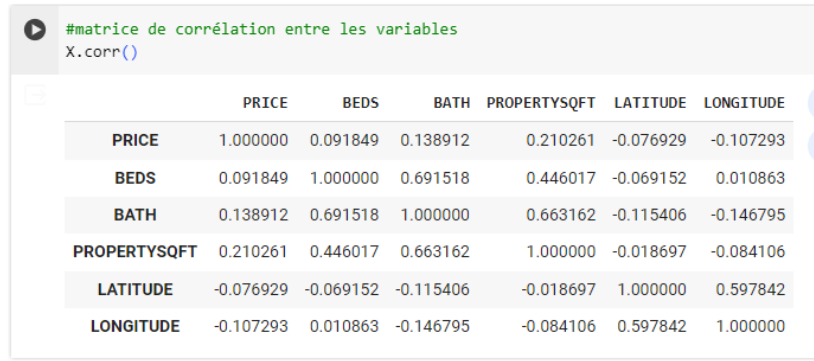 #matrice de corrélation entre les variables
X.corr()
PRICE BEDS BATH PROPERTYSQFT LATITUDE LONGITUDE
PRICE 1.000000 0.091849 0.138912 0.210261 -0.076929 -0.107293
BEDS 0.091849 1.000000 0.691518 0.446017 -0.069152 0.010863
BATH 0.138912 0.691518 1.000000 0.663162 -0.115406 -0.146795
PROPERTYSQFT 0.210261 0.446017 0.663162 1.000000 -0.018697 -0.084106
LATITUDE -0.076929 -0.069152 -0.115406 -0.018697 1.000000 0.597842
LONGITUDE -0.107293 0.010863 -0.146795 -0.084106 0.597842 1.000000